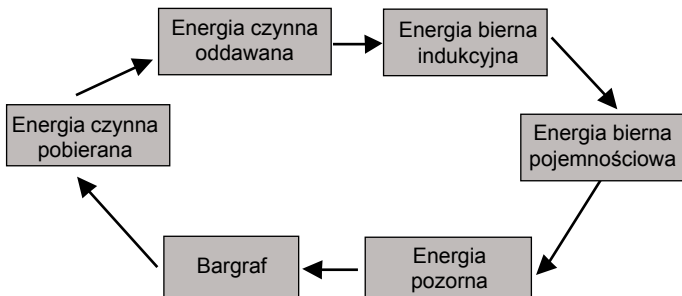 Energia czynna
oddawana
Energia bierna
indukcyjna
Energia czynna
pobierana
Energia bierna
pojemnościowa
Bargraf
Energia
pozorna